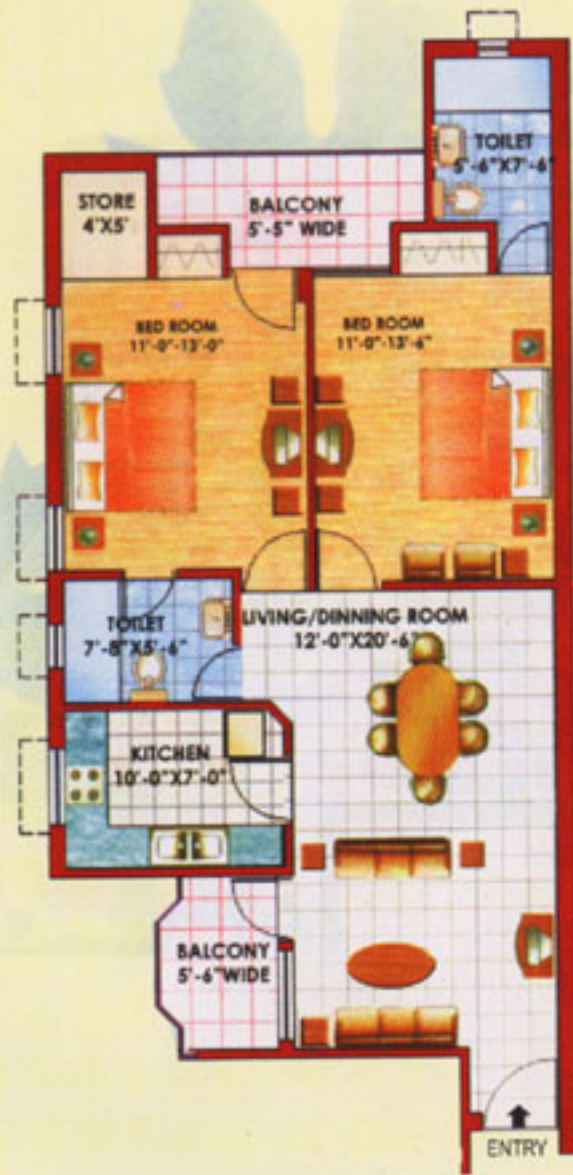 TOILET
5'-6"X7'-6"
STORE
4'X5'
BALCONY
5'-5" WIDE
BED ROOM
11'-0"-13'-0"
BED ROOM
11'-0"-13'-6"
TOILET
7'-8"X5'-6"
LIVING/DINNING ROOM
12'-0"X20'-6"
KITCHEN
10'-0"X7'-0"
BALCONY
5'-6"WIDE
ENTRY